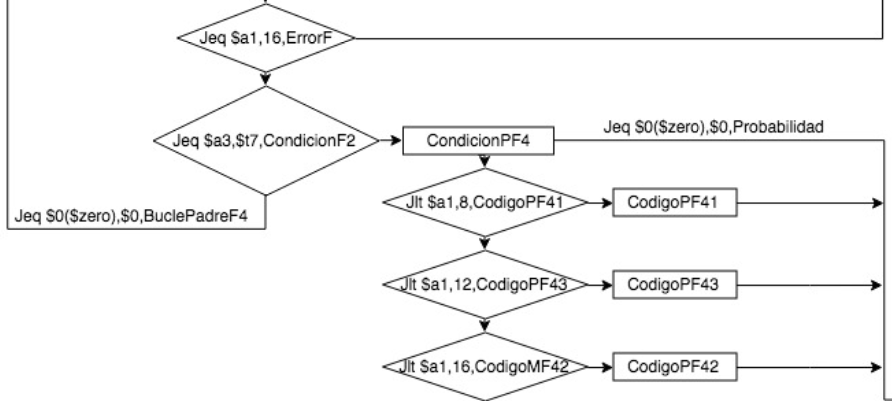 Jeq $a1,16,ErrorF
Jeq $a3,$t7,CondicionF2
CondicionPF4
Jeq $0($zero),$0,Probabilidad
Jlt $a1,8,CodigoPF41
CodigoPF41
Jeq $0($zero),$0,BuclePadreF4
Jlt $a1,12,CodigoPF43
CodigoPF43
Jlt $a1,16,CodigoMF42
CodigoPF42